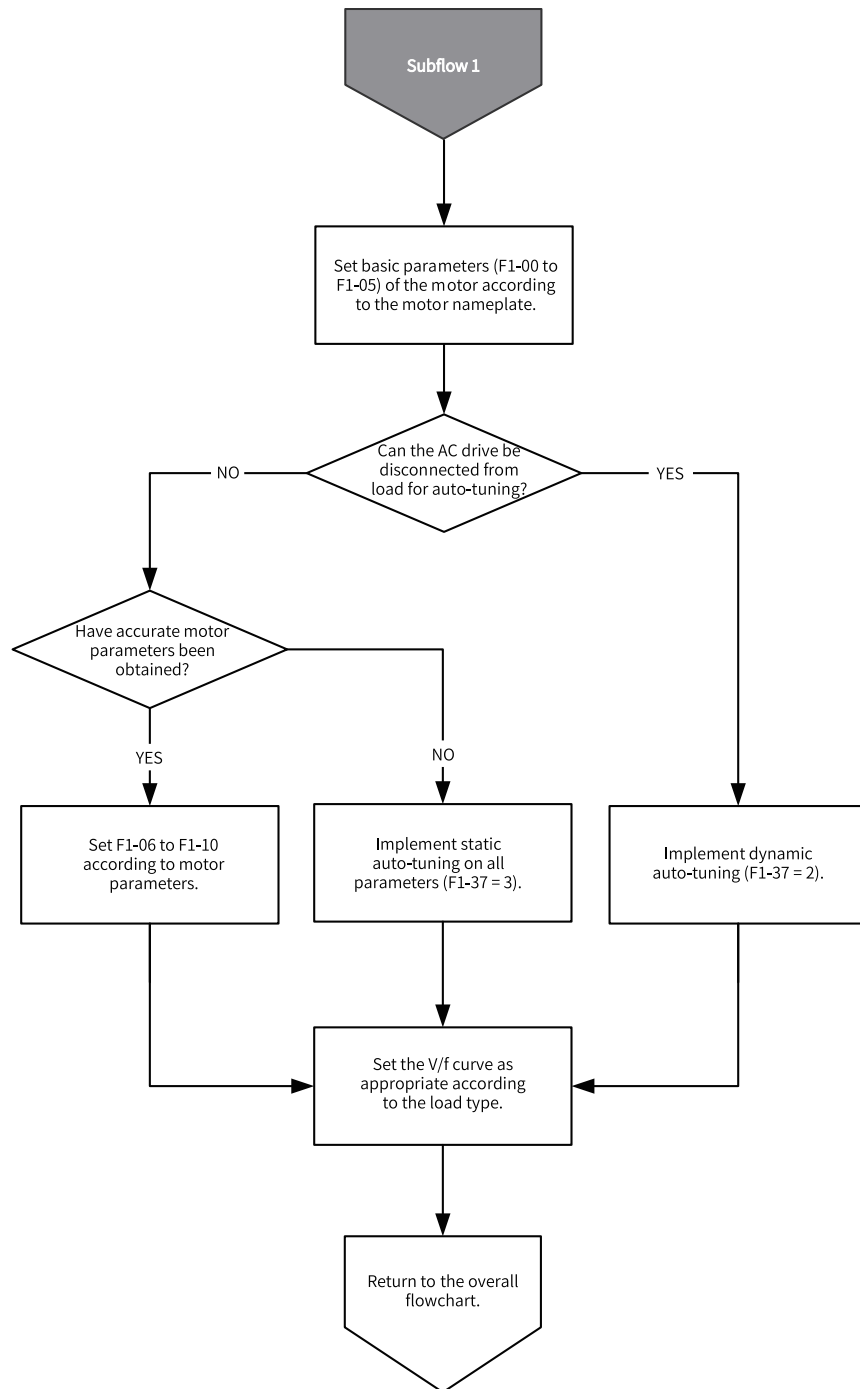 Subflow 1
Set basic parameters (F1-00 to
F1-05) of the motor according
to the motor nameplate.
Can the AC drive be
disconnected from
load for auto-tuning?
NO
YES
Have accurate motor
parameters been
obtained?
YES
NO
Set F1-06 to F1-10
according to motor
parameters.
Implement static
auto-tuning on all
parameters (F1-37 = 3).
Implement dynamic
auto-tuning (F1-37 = 2).
Set the V/f curve as
appropriate according
to the load type.
Return to the overall
flowchart.